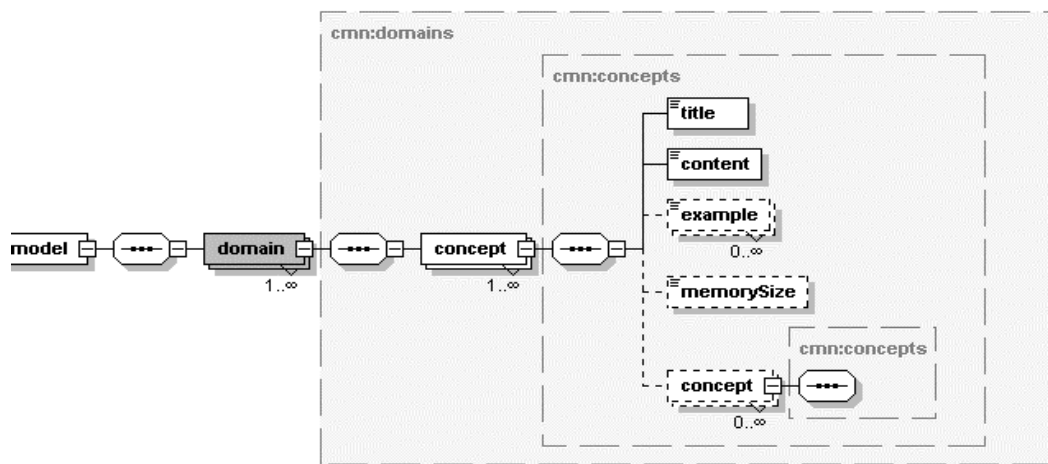 cmn:domains
cmn:concepts
title
content
example
0..∞
model
domain
1..∞
concept
1..∞
memorySize
cmn:concepts
concept
0..∞